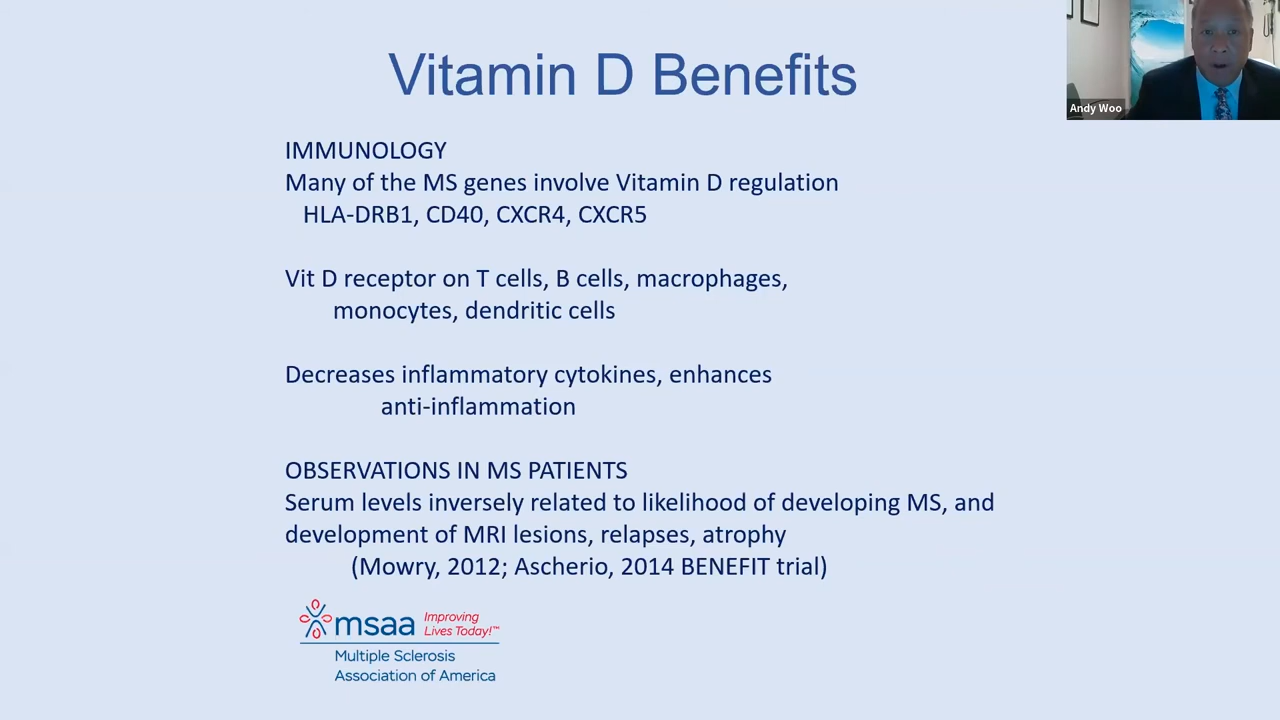 Vitamin D Benefits
Andy Woo
IMMUNOLOGY
Many of the MS genes involve Vitamin D regulation
HLA-DRB1, CD40, CXCR4, CXCR5
Vit D receptor on T cells, B cells, macrophages,
monocytes, dendritic cells
Decreases inflammatory cytokines, enhances
anti-inflammation
OBSERVATIONS IN MS PATIENTS
Serum levels inversely related to likelihood of developing MS, and
development of MRI lesions, relapses, atrophy
(Mowry, 2012; Ascherio, 2014 BENEFIT trial)
msaa Improving
Lives Today!™
Multiple Sclerosis
Association of America